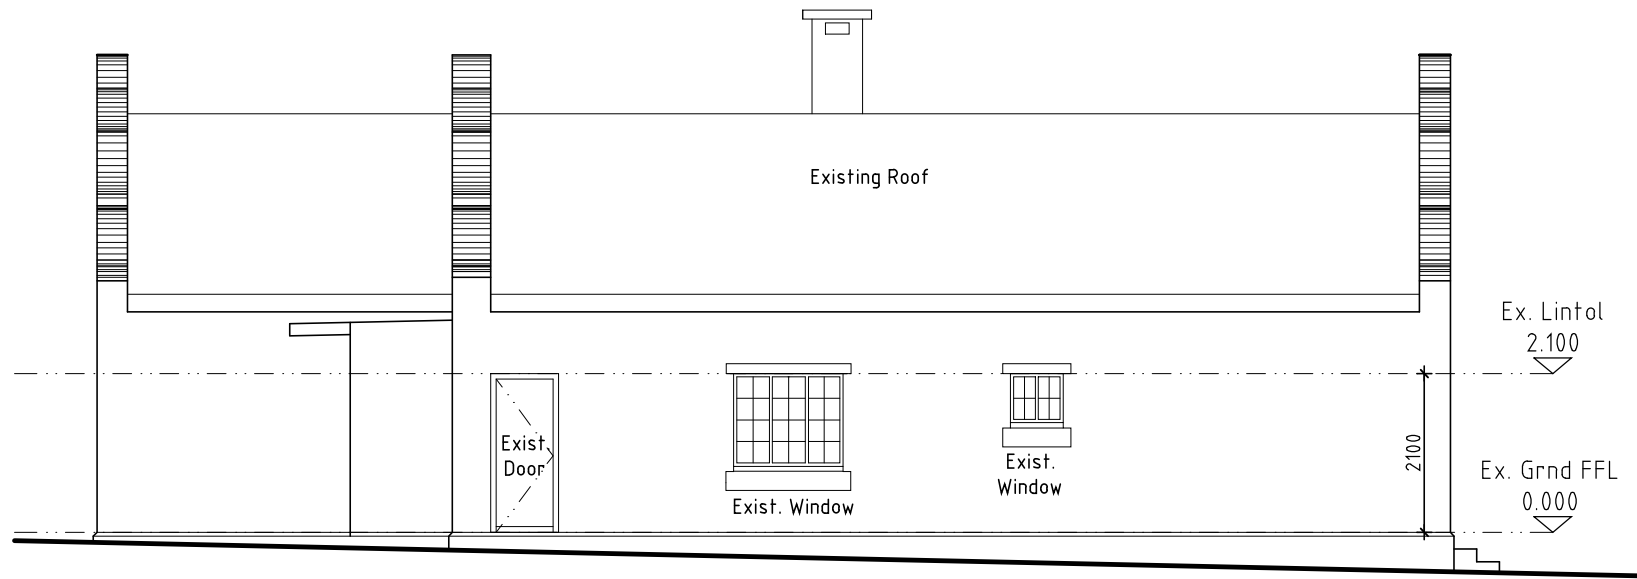 Existing Roof
Ex. Lintol
2.100
Exist.
Door
Exist. Window
Exist.
Window
2100
Ex. Grnd FFL
0.000